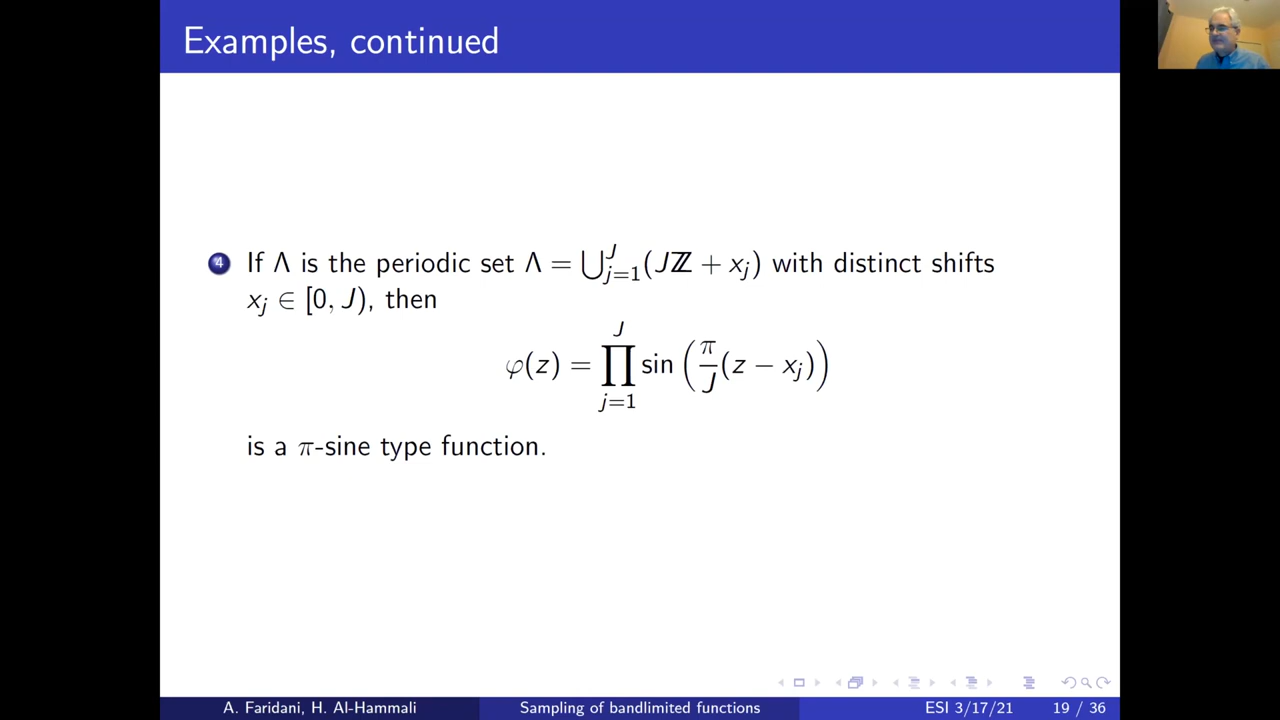 Examples, continued
4 If Λ is the periodic set Λ = ⋃_{j=1}^{J}(Jℤ + x_j) with distinct shifts
x_j ∈ [0, J), then
φ(z) = ∏_{j=1}^{J} sin (π/J (z − x_j))
is a π-sine type function.
A. Faridani, H. Al-Hammali Sampling of bandlimited functions ESI 3/17/21 19 / 36